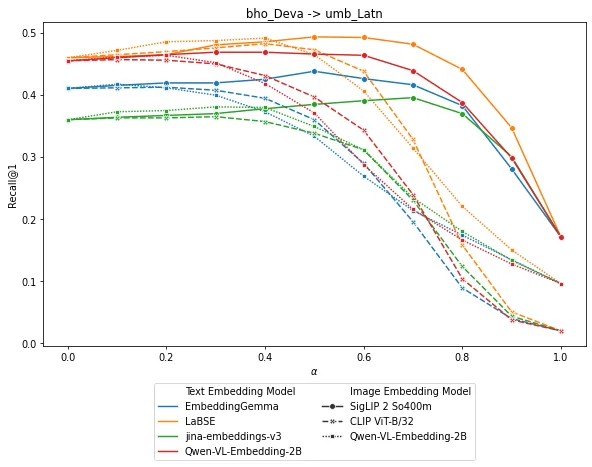 bho_Deva -> umb_Latn
Recall@1
0.5
0.4
0.3
0.2
0.1
0.0
0.0 0.2 0.4 0.6 0.8 1.0
α
Text Embedding Model
EmbeddingGemma
LaBSE
jina-embeddings-v3
Qwen-VL-Embedding-2B
Image Embedding Model
SigLIP 2 So400m
CLIP ViT-B/32
Qwen-VL-Embedding-2B